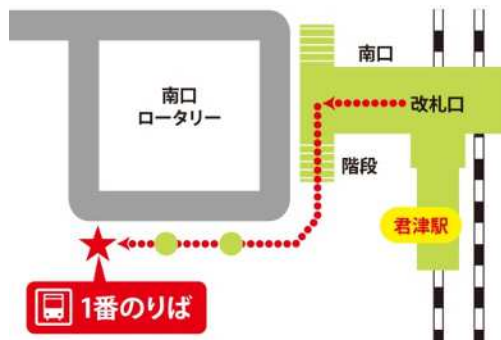 南口
改札口
南口
ロータリー
階段
君津駅
1番のりば